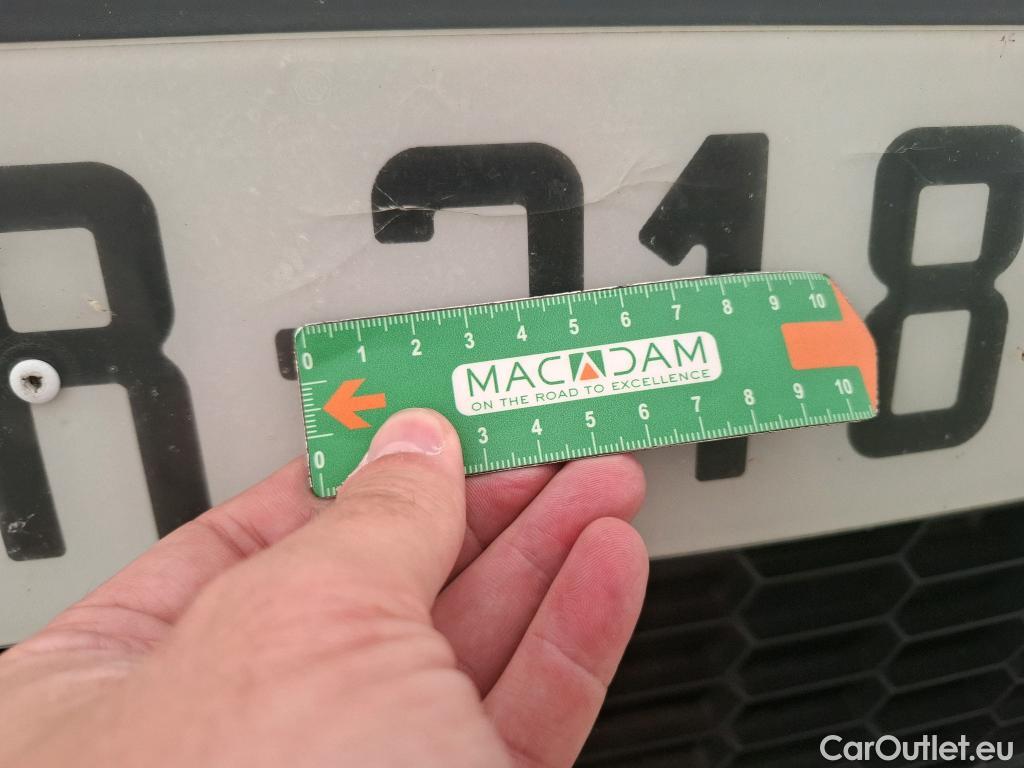 R- 18
0 1 2 3 4 5 6 7 8 9 10
MACADAM
ON THE ROAD TO EXCELLENCE
0 3 4 5 6 7 8 9 10
CarOutlet.eu